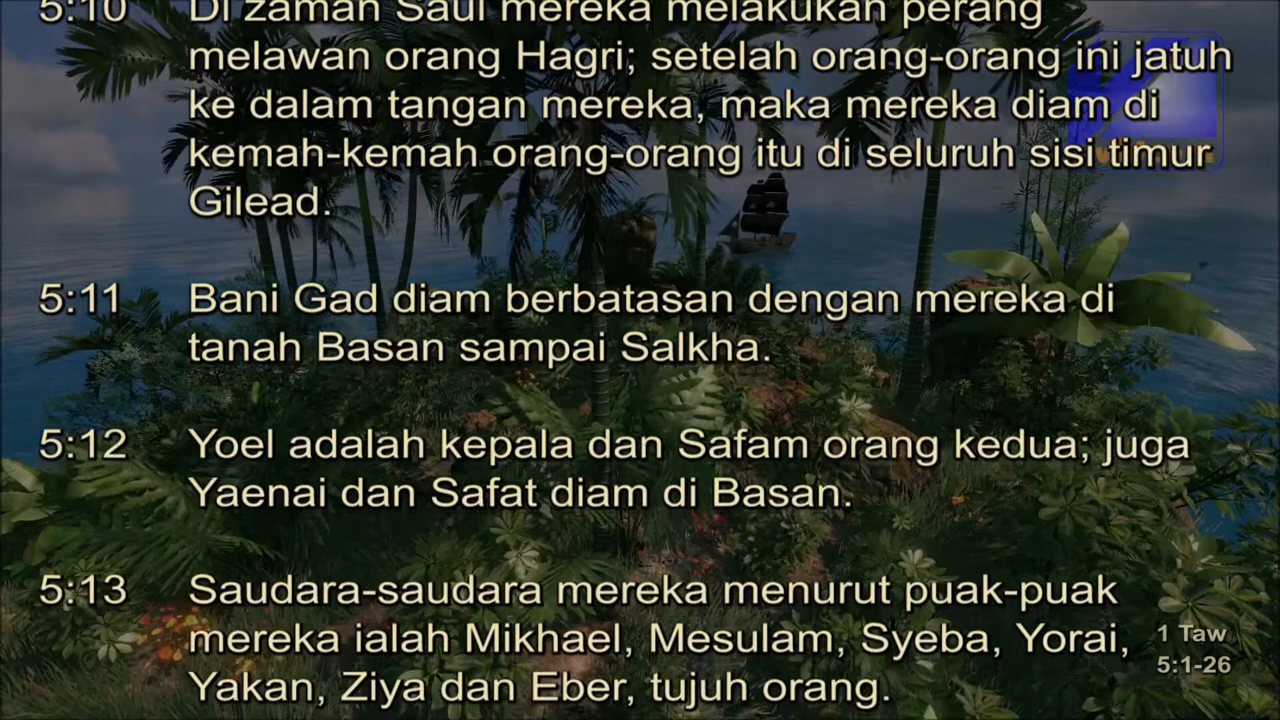 5:10 Di zaman Saul mereka melakukan perang
melawan orang Hagri; setelah orang-orang ini jatuh
ke dalam tangan mereka, maka mereka diam di
kemah-kemah orang-orang itu di seluruh sisi timur
Gilead.
5:11 Bani Gad diam berbatasan dengan mereka di
tanah Basan sampai Salkha.
5:12 Yoel adalah kepala dan Safam orang kedua; juga
Yaenai dan Safat diam di Basan.
5:13 Saudara-saudara mereka menurut puak-puak
mereka ialah Mikhael, Mesulam, Syeba, Yorai,
Yakan, Ziya dan Eber, tujuh orang.
1 Taw
5:1-26